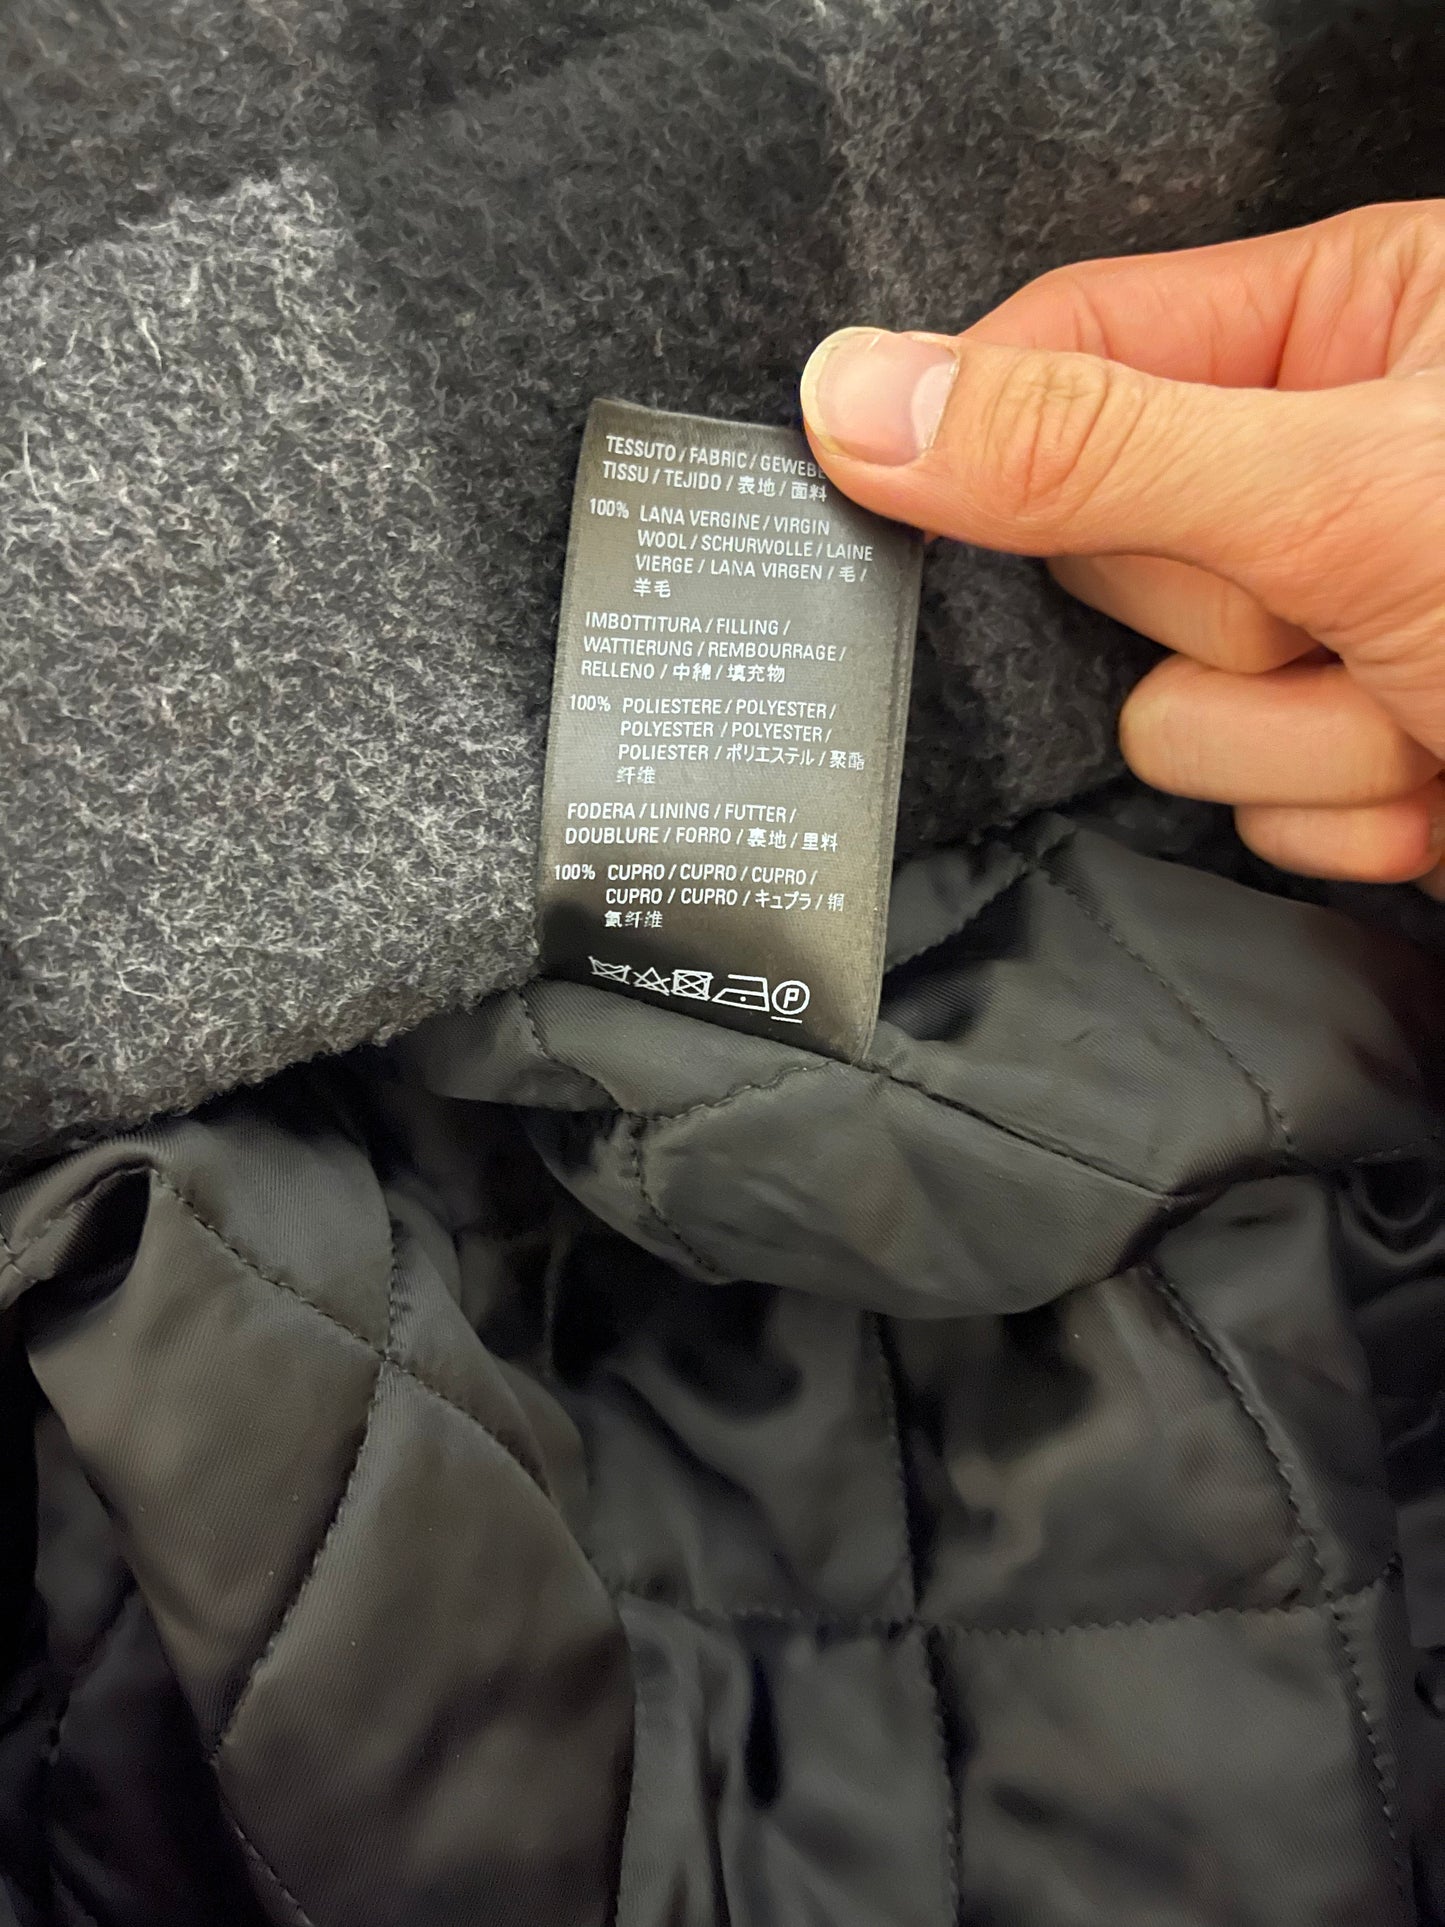 TESSUTO / FABRIC / GEWEBE
TISSU / TEJIDO / 表地 / 面料
100% LANA VERGINE / VIRGIN
WOOL / SCHURWOLLE / LAINE
VIERGE / LANA VIRGEN / 毛 /
羊毛
IMBOTTITURA / FILLING /
WATTIERUNG / REMBOURRAGE /
RELLENO / 中綿 / 填充物
100% POLIESTERE / POLYESTER /
POLYESTER / POLYESTER /
POLIESTER / ポリエステル / 聚酯
纤维
FODERA / LINING / FUTTER /
DOUBLURE / FORRO / 裏地 / 里料
100% CUPRO / CUPRO / CUPRO /
CUPRO / CUPRO / キュプラ / 铜
氨纤维
P